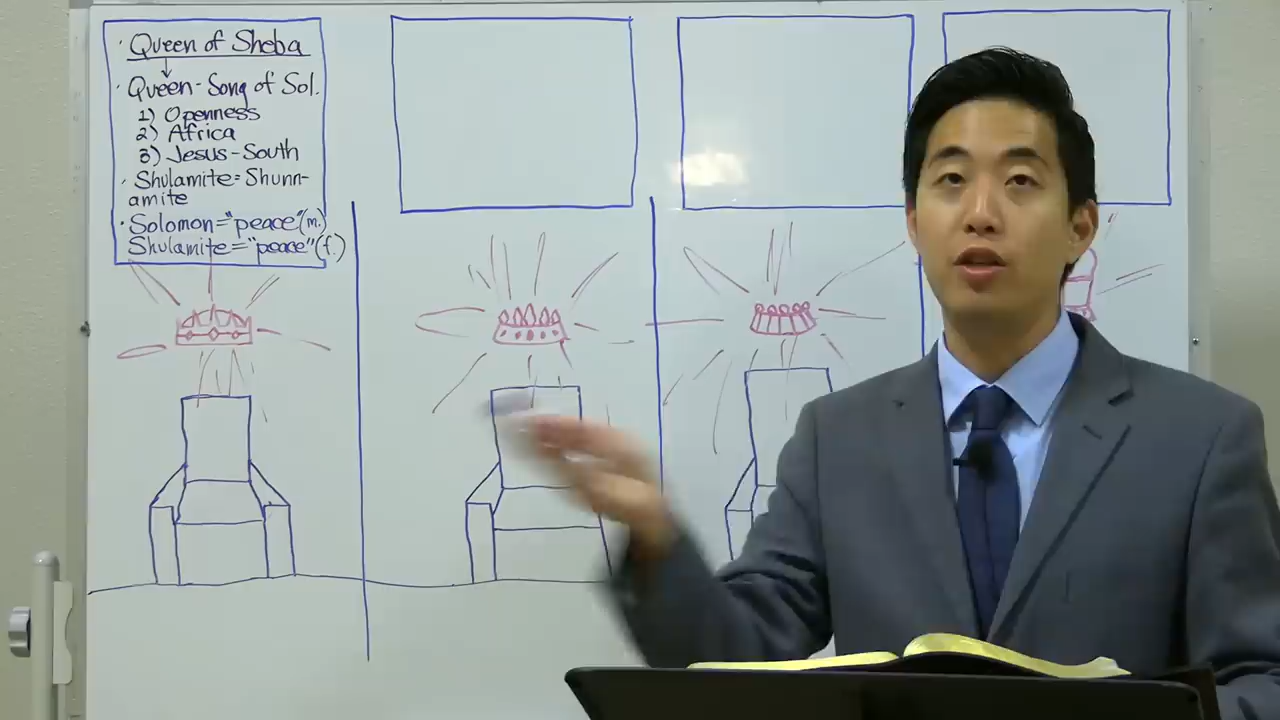 · Queen of Sheba
· Queen-Song of Sol.
1) Openness
2) Africa
3) Jesus-South
· Shulamite=Shunn-
amite
· Solomon="peace"(m.)
Shulamite="peace"(f.)